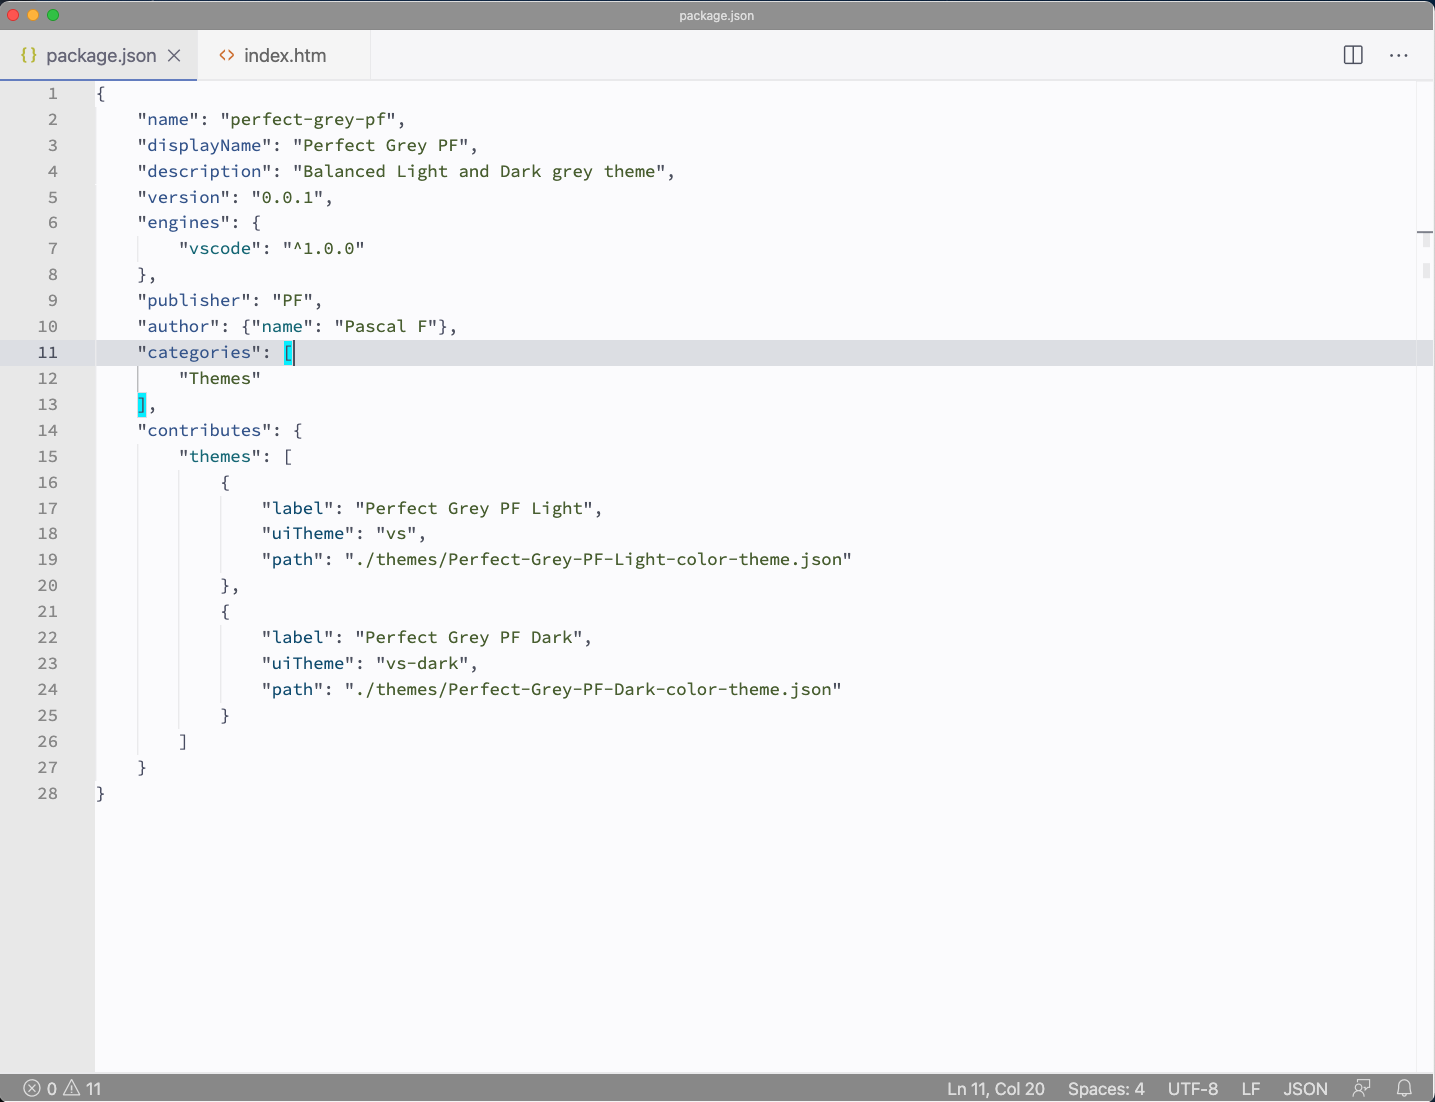 package.json
{} package.json × <> index.htm ···
1 {
2     "name": "perfect-grey-pf",
3     "displayName": "Perfect Grey PF",
4     "description": "Balanced Light and Dark grey theme",
5     "version": "0.0.1",
6     "engines": {
7         "vscode": "^1.0.0"
8     },
9     "publisher": "PF",
10     "author": {"name": "Pascal F"},
11     "categories": [
12         "Themes"
13     ],
14     "contributes": {
15         "themes": [
16             {
17                 "label": "Perfect Grey PF Light",
18                 "uiTheme": "vs",
19                 "path": "./themes/Perfect-Grey-PF-Light-color-theme.json"
20             },
21             {
22                 "label": "Perfect Grey PF Dark",
23                 "uiTheme": "vs-dark",
24                 "path": "./themes/Perfect-Grey-PF-Dark-color-theme.json"
25             }
26         ]
27     }
28 }
0 11 Ln 11, Col 20 Spaces: 4 UTF-8 LF JSON